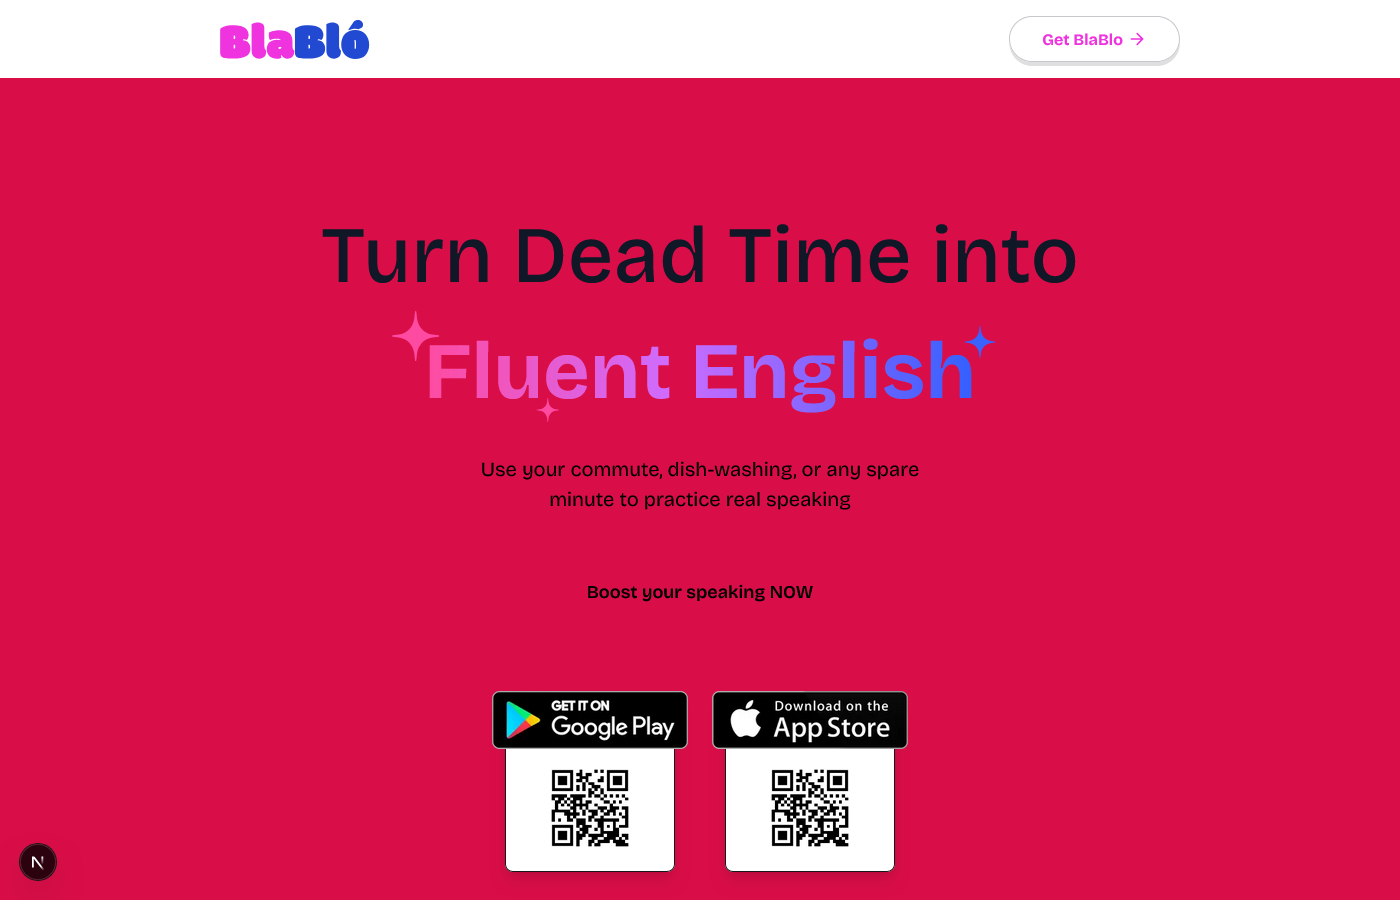 BlaBló
Get BlaBlo
Turn Dead Time into
Fluent English
Use your commute, dish-washing, or any spare
minute to practice real speaking
Boost your speaking NOW
GET IT ON
Google Play
Download on the
App Store
N